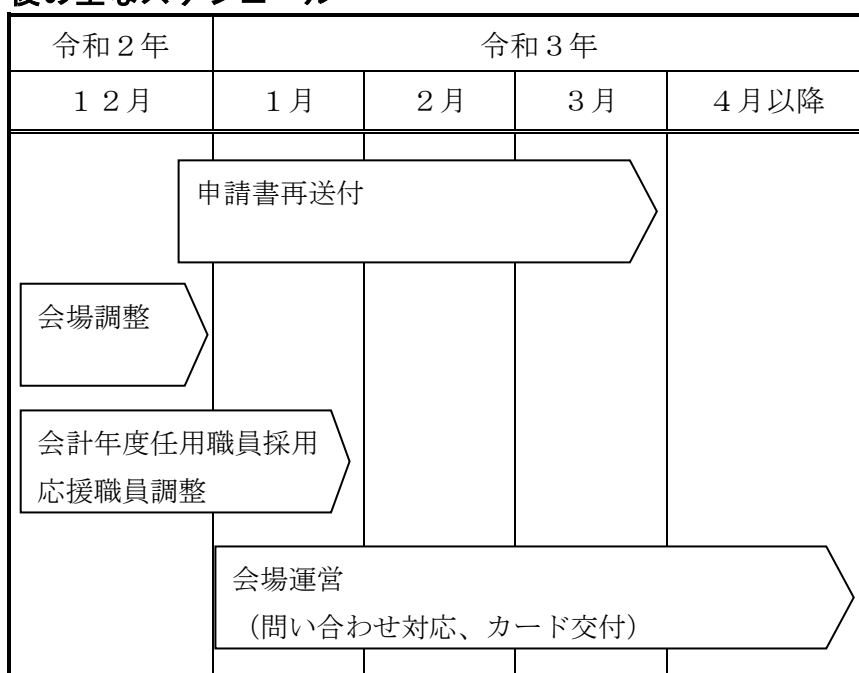 後の主なスケジュール
令和２年
令和３年
１２月
１月
２月
３月
４月以降
申請書再送付
会場調整
会計年度任用職員採用
応援職員調整
会場運営
（問い合わせ対応、カード交付）